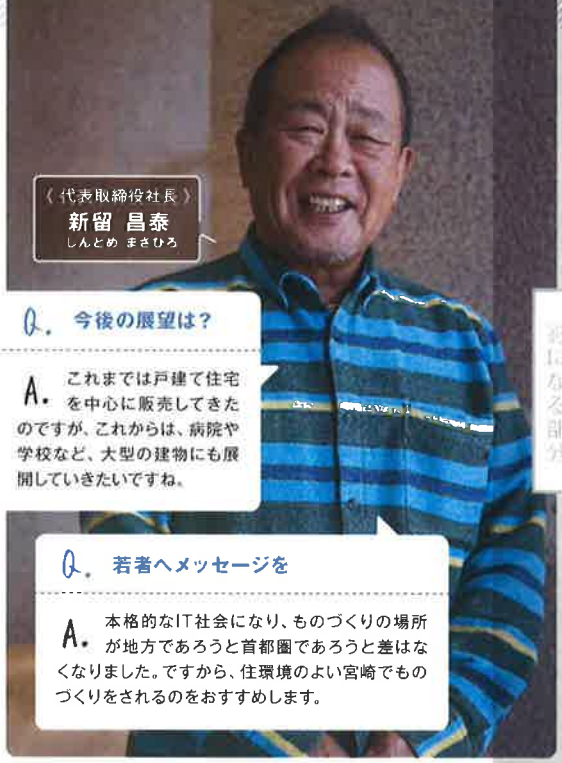 《 代表取締役社長 》
新留 昌泰
しんとめ まさひろ
Q. 今後の展望は？
A. これまでは戸建て住宅
を中心に販売してきた
のですが、これからは、病院や
学校など、大型の建物にも展
開していきたいですね。
Q. 若者へメッセージを
A. 本格的なIT社会になり、ものづくりの場所
が地方であろうと首都圏であろうと差はな
くなりました。ですから、住環境のよい宮崎でもの
づくりをされるのをおすすめします。
になる部分